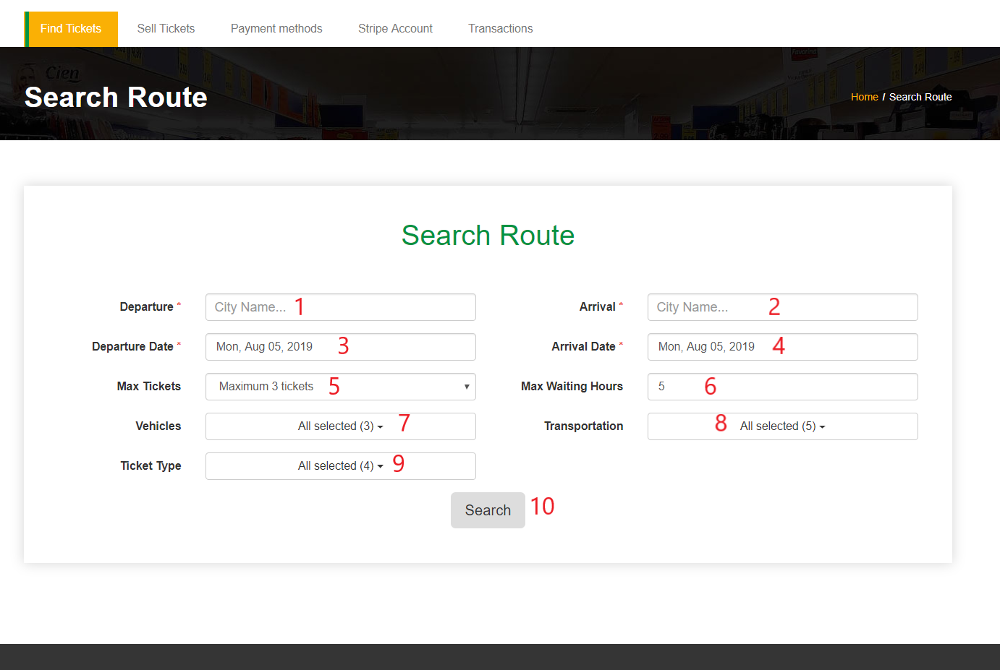 Find Tickets Sell Tickets Payment methods Stripe Account Transactions
Cien
Favorina
Search Route
Home / Search Route
Search Route
Departure * City Name... 1 Arrival * City Name... 2
Departure Date * Mon, Aug 05, 2019 3 Arrival Date * Mon, Aug 05, 2019 4
Max Tickets Maximum 3 tickets 5 Max Waiting Hours 5 6
Vehicles All selected (3) 7 Transportation 8 All selected (5)
Ticket Type All selected (4) 9
Search 10